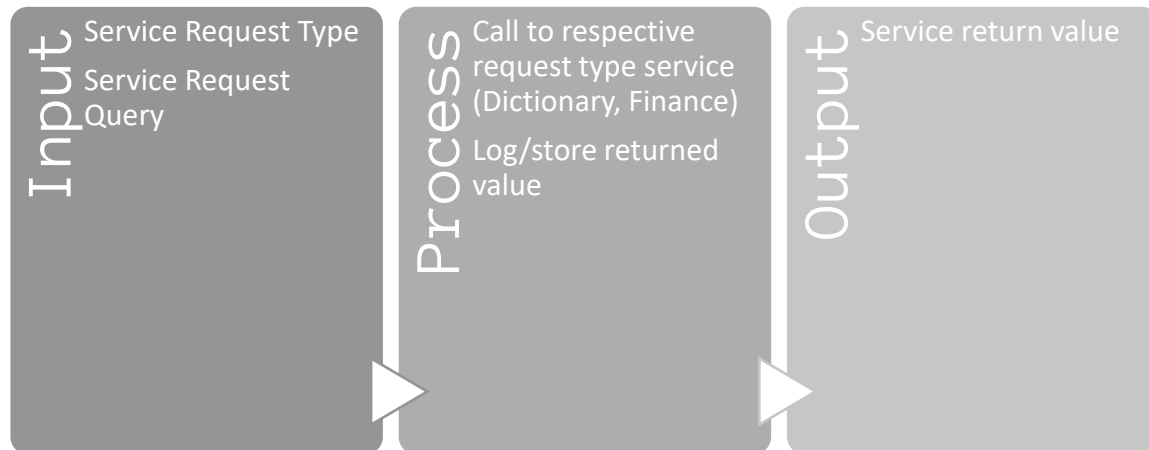 Input
Service Request Type
Service Request
Query
Process
Call to respective
request type service
(Dictionary, Finance)
Log/store returned
value
Output
Service return value